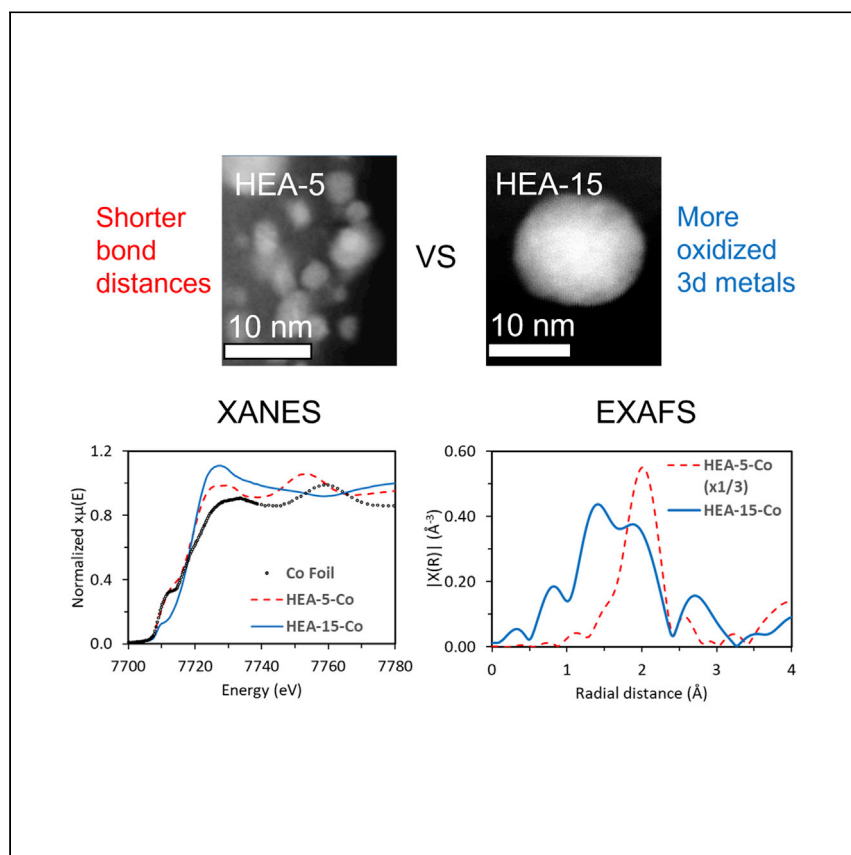 HEA-5
HEA-15
Shorter
bond
distances
VS
More
oxidized
3d metals
10 nm
10 nm
XANES
EXAFS
Normalized xμ(E)
1.2
0.8
0.4
0.0
7700
7720
7740
7760
7780
Energy (eV)
Co Foil
HEA-5-Co
HEA-15-Co
|X(R)| (Å⁻³)
0.60
0.40
0.20
0.00
0
1
2
3
4
Radial distance (Å)
HEA-5-Co
(x1/3)
HEA-15-Co